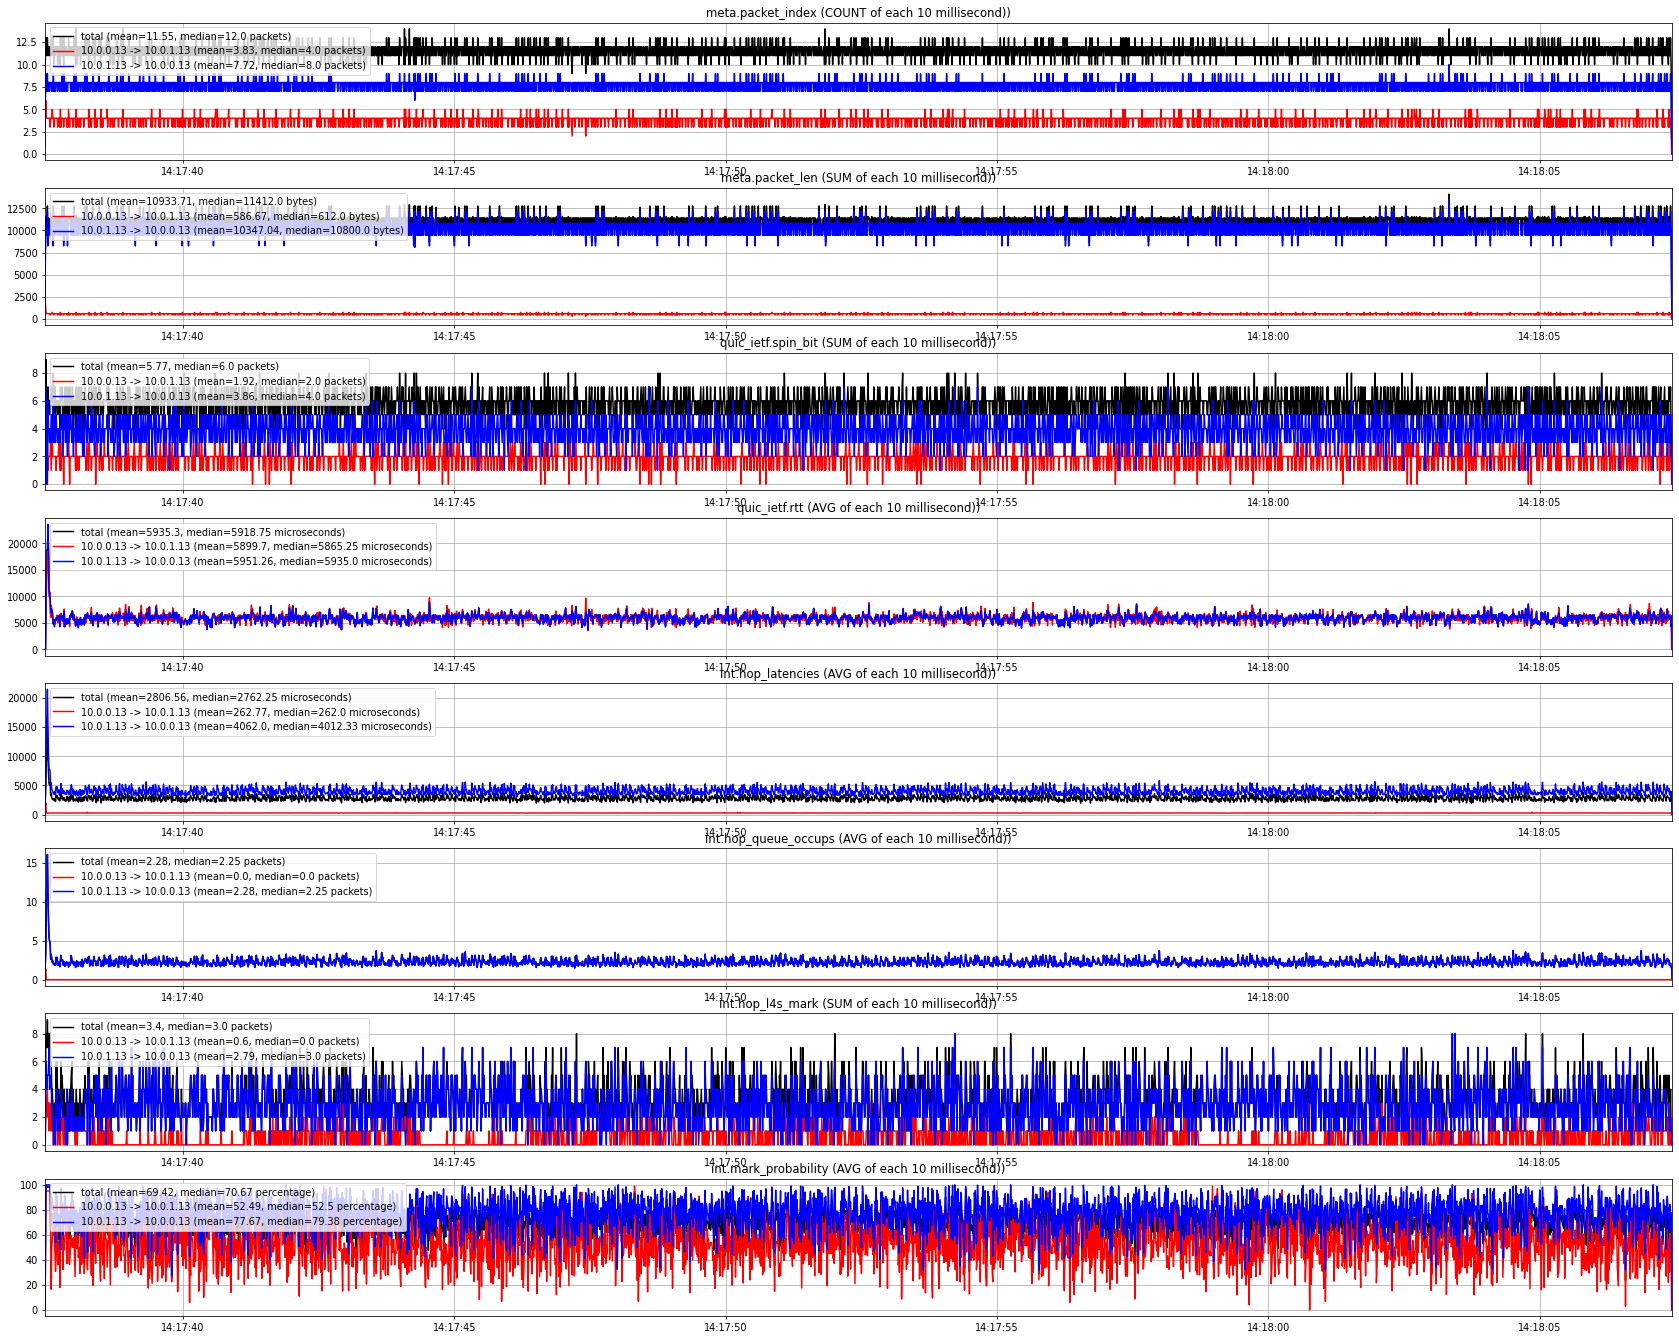 meta.packet_index (COUNT of each 10 millisecond))
total (mean=11.55, median=12.0 packets)
10.0.0.13 -> 10.0.1.13 (mean=3.83, median=4.0 packets)
10.0.1.13 -> 10.0.0.13 (mean=7.72, median=8.0 packets)
12.5
10.0
7.5
5.0
2.5
0.0
14:17:40 14:17:45 14:17:50 14:17:55 14:18:00 14:18:05
meta.packet_len (SUM of each 10 millisecond))
total (mean=10933.71, median=11412.0 bytes)
10.0.0.13 -> 10.0.1.13 (mean=586.67, median=612.0 bytes)
10.0.1.13 -> 10.0.0.13 (mean=10347.04, median=10800.0 bytes)
12500
10000
7500
5000
2500
0
14:17:40 14:17:45 14:17:50 14:17:55 14:18:00 14:18:05
quic_ietf.spin_bit (SUM of each 10 millisecond))
total (mean=5.77, median=6.0 packets)
10.0.0.13 -> 10.0.1.13 (mean=1.92, median=2.0 packets)
10.0.1.13 -> 10.0.0.13 (mean=3.86, median=4.0 packets)
8
6
4
2
0
14:17:40 14:17:45 14:17:50 14:17:55 14:18:00 14:18:05
quic_ietf.rtt (AVG of each 10 millisecond))
total (mean=5935.3, median=5918.75 microseconds)
10.0.0.13 -> 10.0.1.13 (mean=5899.7, median=5865.25 microseconds)
10.0.1.13 -> 10.0.0.13 (mean=5951.26, median=5935.0 microseconds)
20000
15000
10000
5000
0
14:17:40 14:17:45 14:17:50 14:17:55 14:18:00 14:18:05
int.hop_latencies (AVG of each 10 millisecond))
total (mean=2806.56, median=2762.25 microseconds)
10.0.0.13 -> 10.0.1.13 (mean=262.77, median=262.0 microseconds)
10.0.1.13 -> 10.0.0.13 (mean=4062.0, median=4012.33 microseconds)
20000
15000
10000
5000
0
14:17:40 14:17:45 14:17:50 14:17:55 14:18:00 14:18:05
int.hop_queue_occups (AVG of each 10 millisecond))
total (mean=2.28, median=2.25 packets)
10.0.0.13 -> 10.0.1.13 (mean=0.0, median=0.0 packets)
10.0.1.13 -> 10.0.0.13 (mean=2.28, median=2.25 packets)
15
10
5
0
14:17:40 14:17:45 14:17:50 14:17:55 14:18:00 14:18:05
int.hop_l4s_mark (SUM of each 10 millisecond))
total (mean=3.4, median=3.0 packets)
10.0.0.13 -> 10.0.1.13 (mean=0.6, median=0.0 packets)
10.0.1.13 -> 10.0.0.13 (mean=2.79, median=3.0 packets)
8
6
4
2
0
14:17:40 14:17:45 14:17:50 14:17:55 14:18:00 14:18:05
int.mark_probability (AVG of each 10 millisecond))
total (mean=69.42, median=70.67 percentage)
10.0.0.13 -> 10.0.1.13 (mean=52.49, median=52.5 percentage)
10.0.1.13 -> 10.0.0.13 (mean=77.67, median=79.38 percentage)
100
80
60
40
20
0
14:17:40 14:17:45 14:17:50 14:17:55 14:18:00 14:18:05